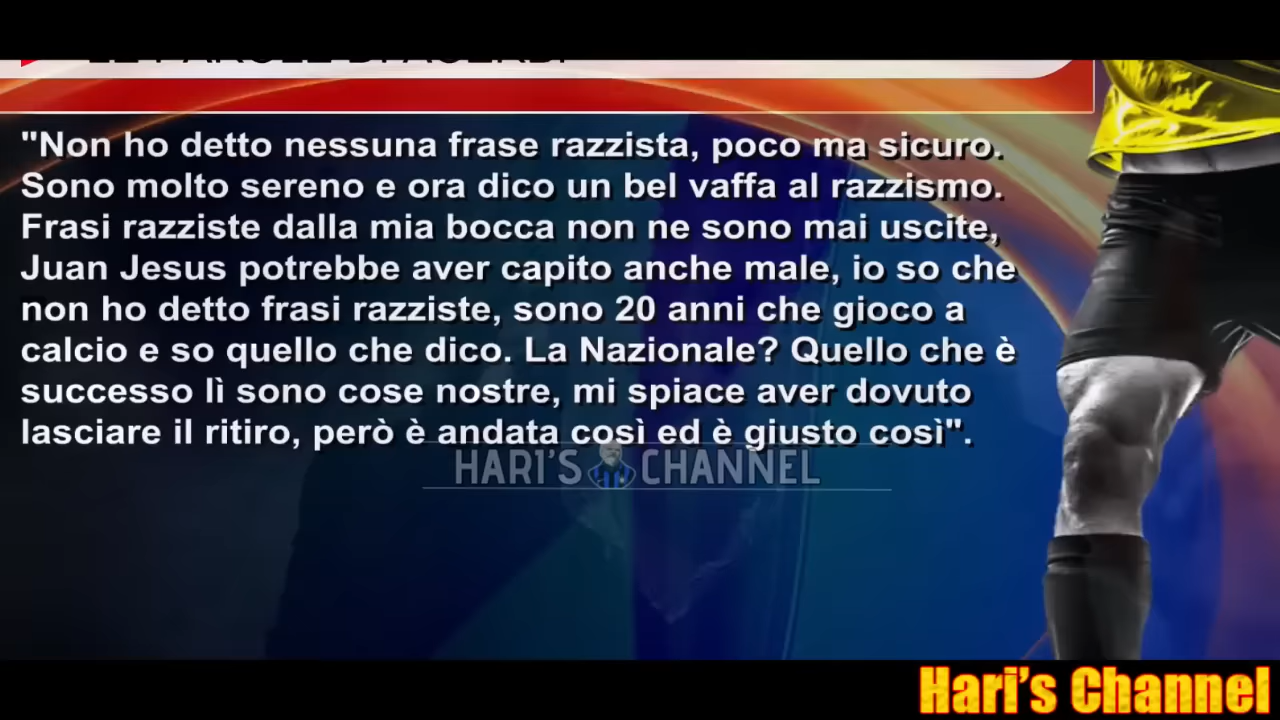 LE PAROLE DI ACERBI
"Non ho detto nessuna frase razzista, poco ma sicuro.
Sono molto sereno e ora dico un bel vaffa al razzismo.
Frasi razziste dalla mia bocca non ne sono mai uscite,
Juan Jesus potrebbe aver capito anche male, io so che
non ho detto frasi razziste, sono 20 anni che gioco a
calcio e so quello che dico. La Nazionale? Quello che è
successo lì sono cose nostre, mi spiace aver dovuto
lasciare il ritiro, però è andata così ed è giusto così".
HARI'S CHANNEL
Hari's Channel